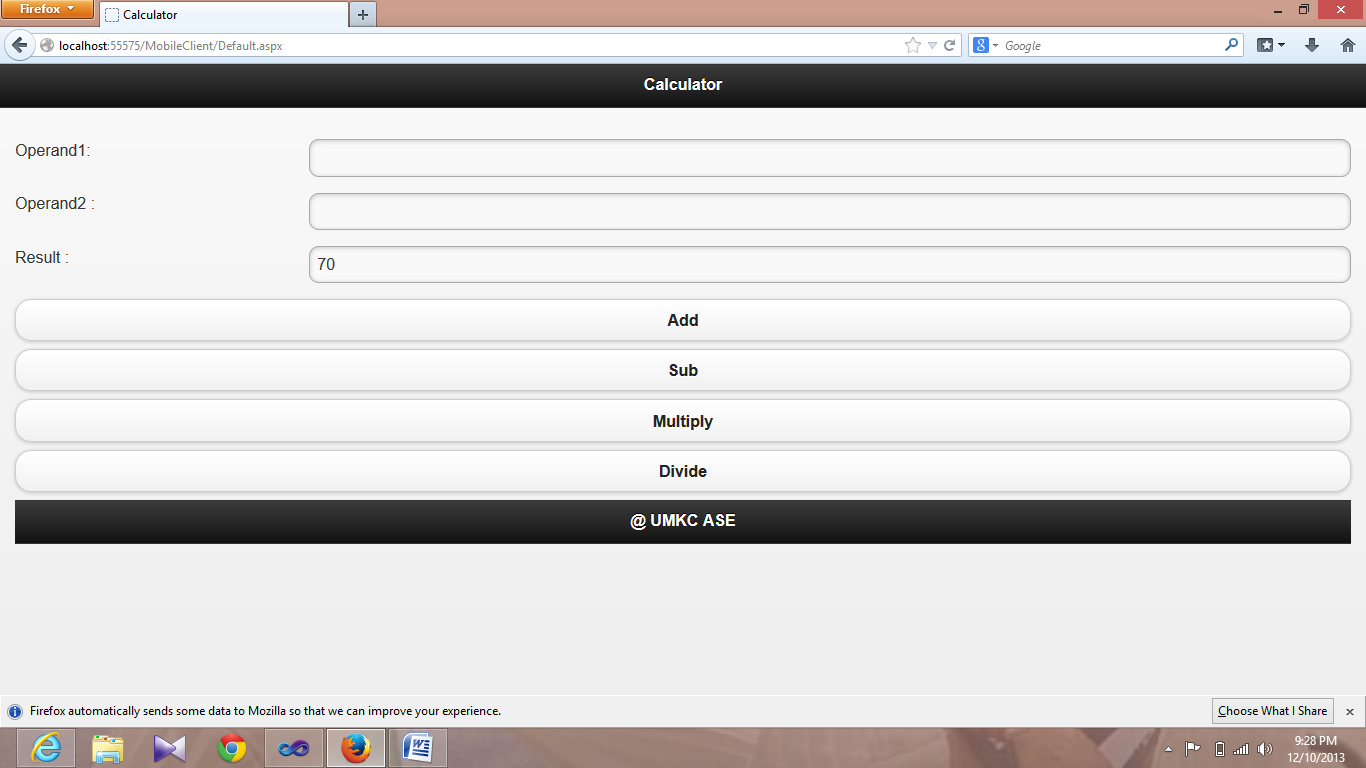 Firefox
Calculator
localhost:55575/MobileClient/Default.aspx
Google
Calculator
Operand1:
Operand2 :
Result :
70
Add
Sub
Multiply
Divide
@ UMKC ASE
Firefox automatically sends some data to Mozilla so that we can improve your experience.
Choose What I Share
9:28 PM
12/10/2013